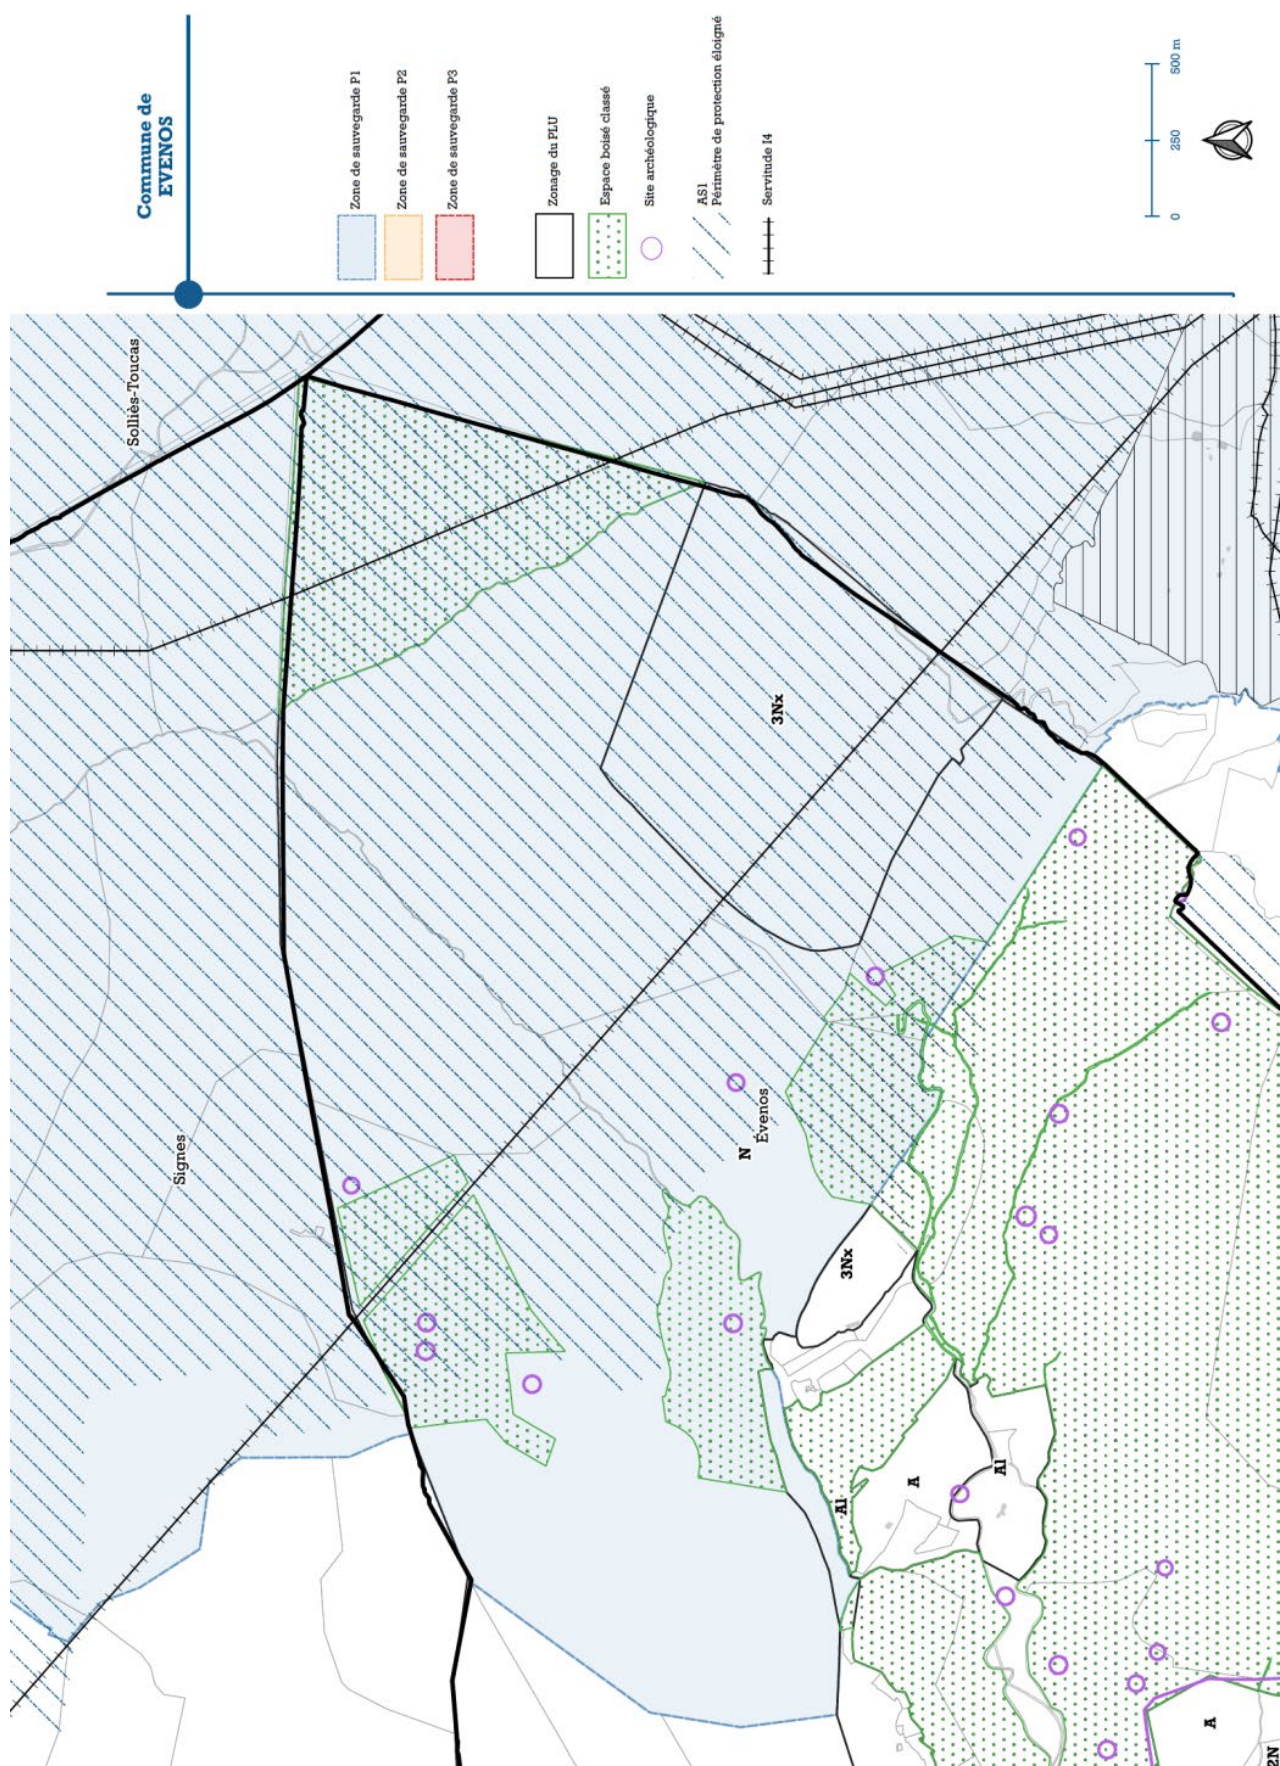 Commune de
EVENOS
Zone de sauvegarde P1
Zone de sauvegarde P2
Zone de sauvegarde P3
Zonage du PLU
Espace boisé classé
Site archéologique
AS1
Périmètre de protection éloigné
Servitude I4
0 250 500 m
Solliès-Toucas
Signes
3Nx
N
Évenos
3Nx
Al
A
Al
A
2N